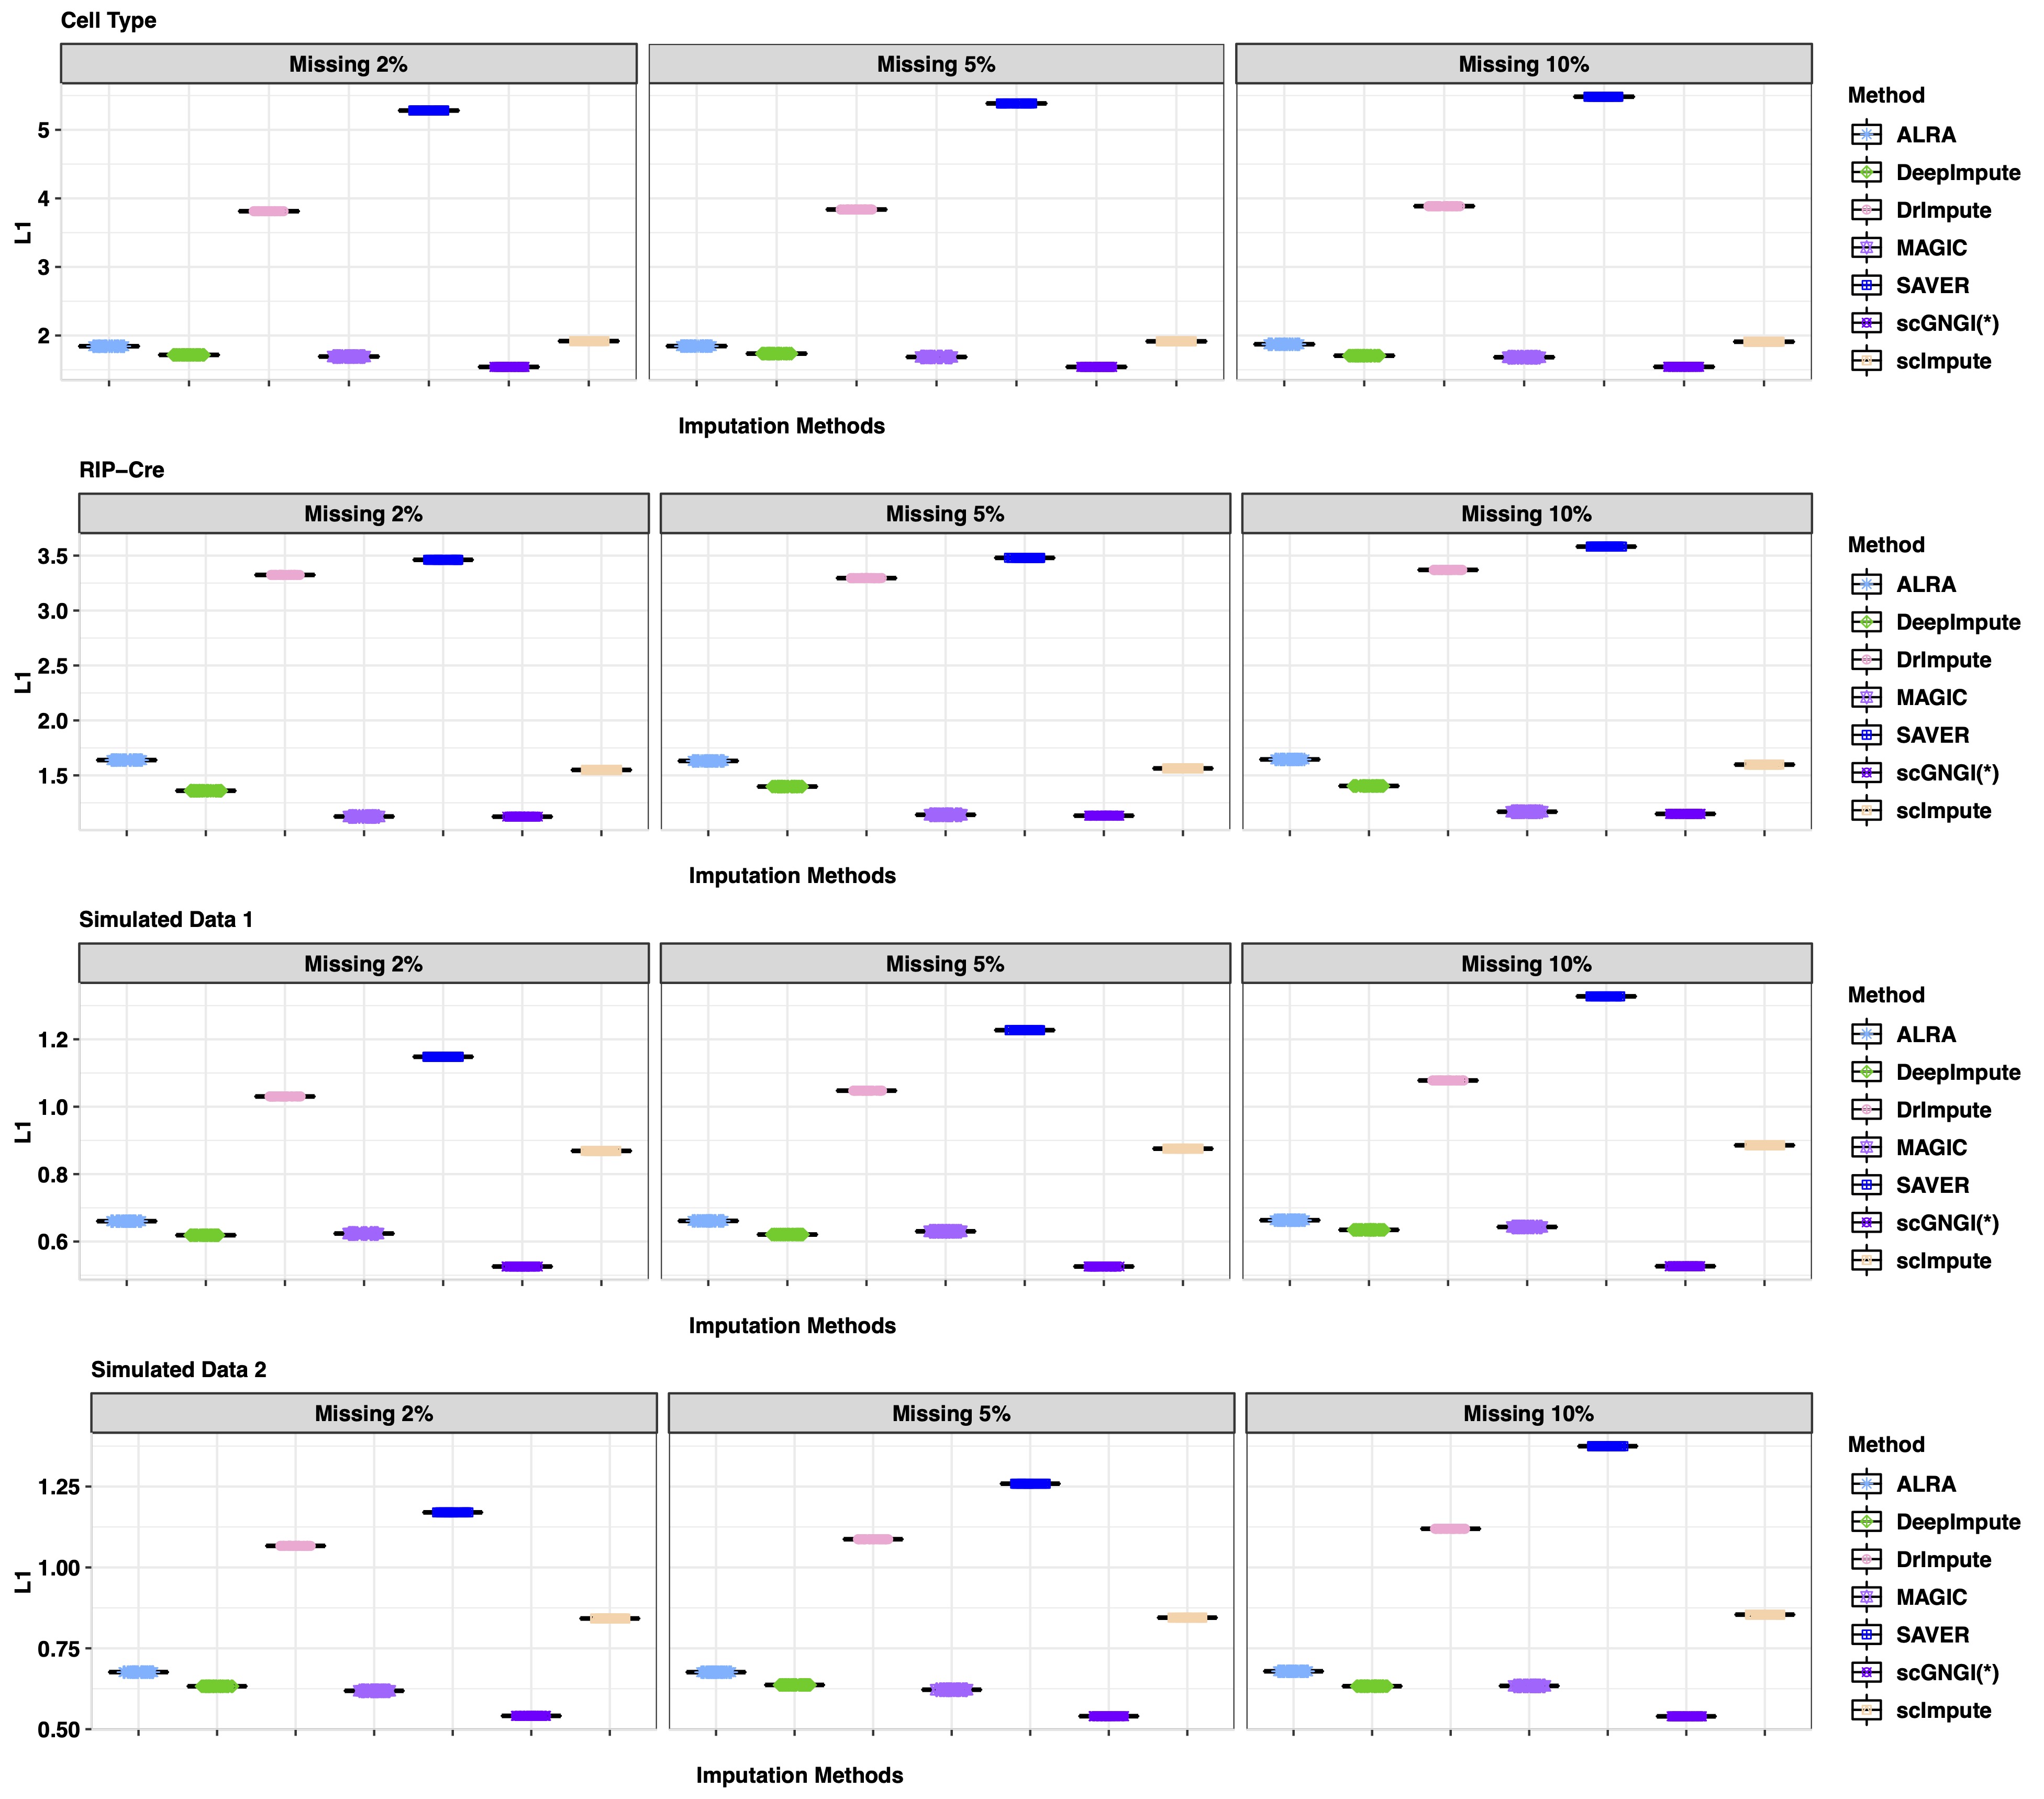 Cell Type
Missing 2% Missing 5% Missing 10%
L1
5
4
3
2
Imputation Methods
Method
ALRA
DeepImpute
DrImpute
MAGIC
SAVER
scGNGI(*)
scImpute
RIP–Cre
Missing 2% Missing 5% Missing 10%
L1
3.5
3.0
2.5
2.0
1.5
Imputation Methods
Method
ALRA
DeepImpute
DrImpute
MAGIC
SAVER
scGNGI(*)
scImpute
Simulated Data 1
Missing 2% Missing 5% Missing 10%
L1
1.2
1.0
0.8
0.6
Imputation Methods
Method
ALRA
DeepImpute
DrImpute
MAGIC
SAVER
scGNGI(*)
scImpute
Simulated Data 2
Missing 2% Missing 5% Missing 10%
L1
1.25
1.00
0.75
0.50
Imputation Methods
Method
ALRA
DeepImpute
DrImpute
MAGIC
SAVER
scGNGI(*)
scImpute